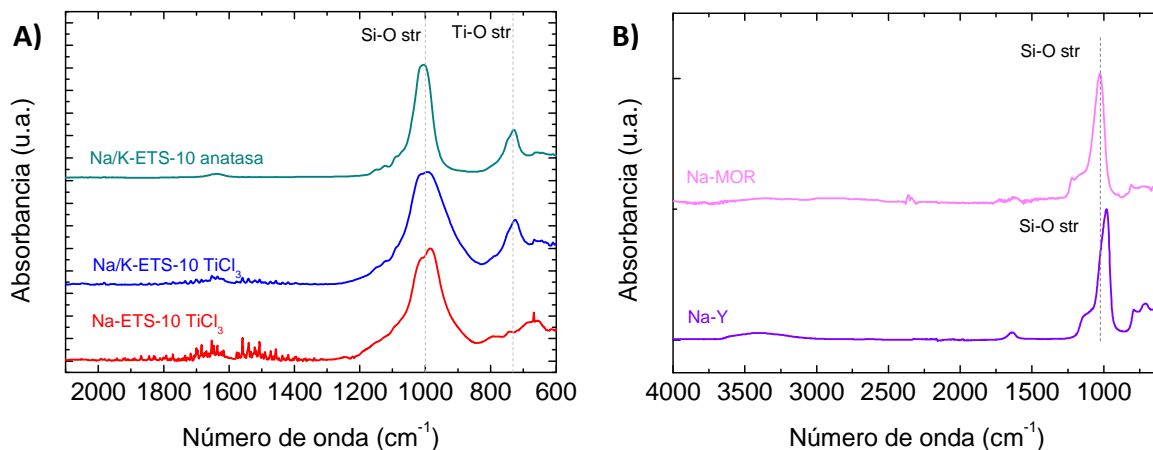 A)
Si-O str
Ti-O str
Na/K-ETS-10 anatasa
Na/K-ETS-10 TiCl₃
Na-ETS-10 TiCl₃
Absorbancia (u.a.)
2000 1800 1600 1400 1200 1000 800 600
Número de onda (cm⁻¹)
B)
Si-O str
Na-MOR
Si-O str
Na-Y
Absorbancia (u.a.)
4000 3500 3000 2500 2000 1500 1000
Número de onda (cm⁻¹)